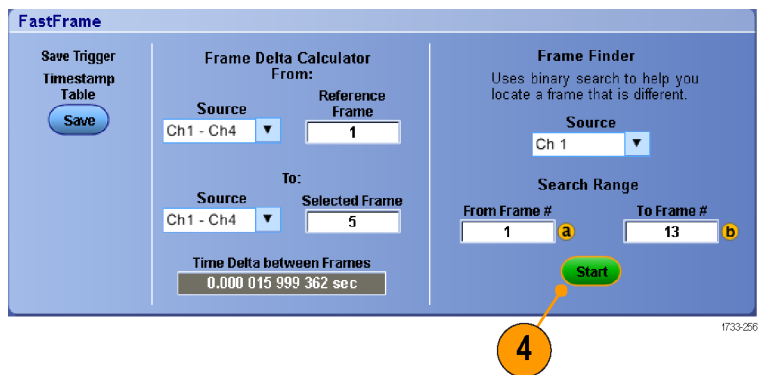 FastFrame
Save Trigger
Timestamp
Table
Save
Frame Delta Calculator
From:
Source
Ch1 - Ch4
Reference
Frame
1
To:
Source
Ch1 - Ch4
Selected Frame
5
Time Delta between Frames
0.000 015 999 362 sec
Frame Finder
Uses binary search to help you
locate a frame that is different.
Source
Ch 1
Search Range
From Frame #
1
a
To Frame #
13
b
Start
4
1733-256